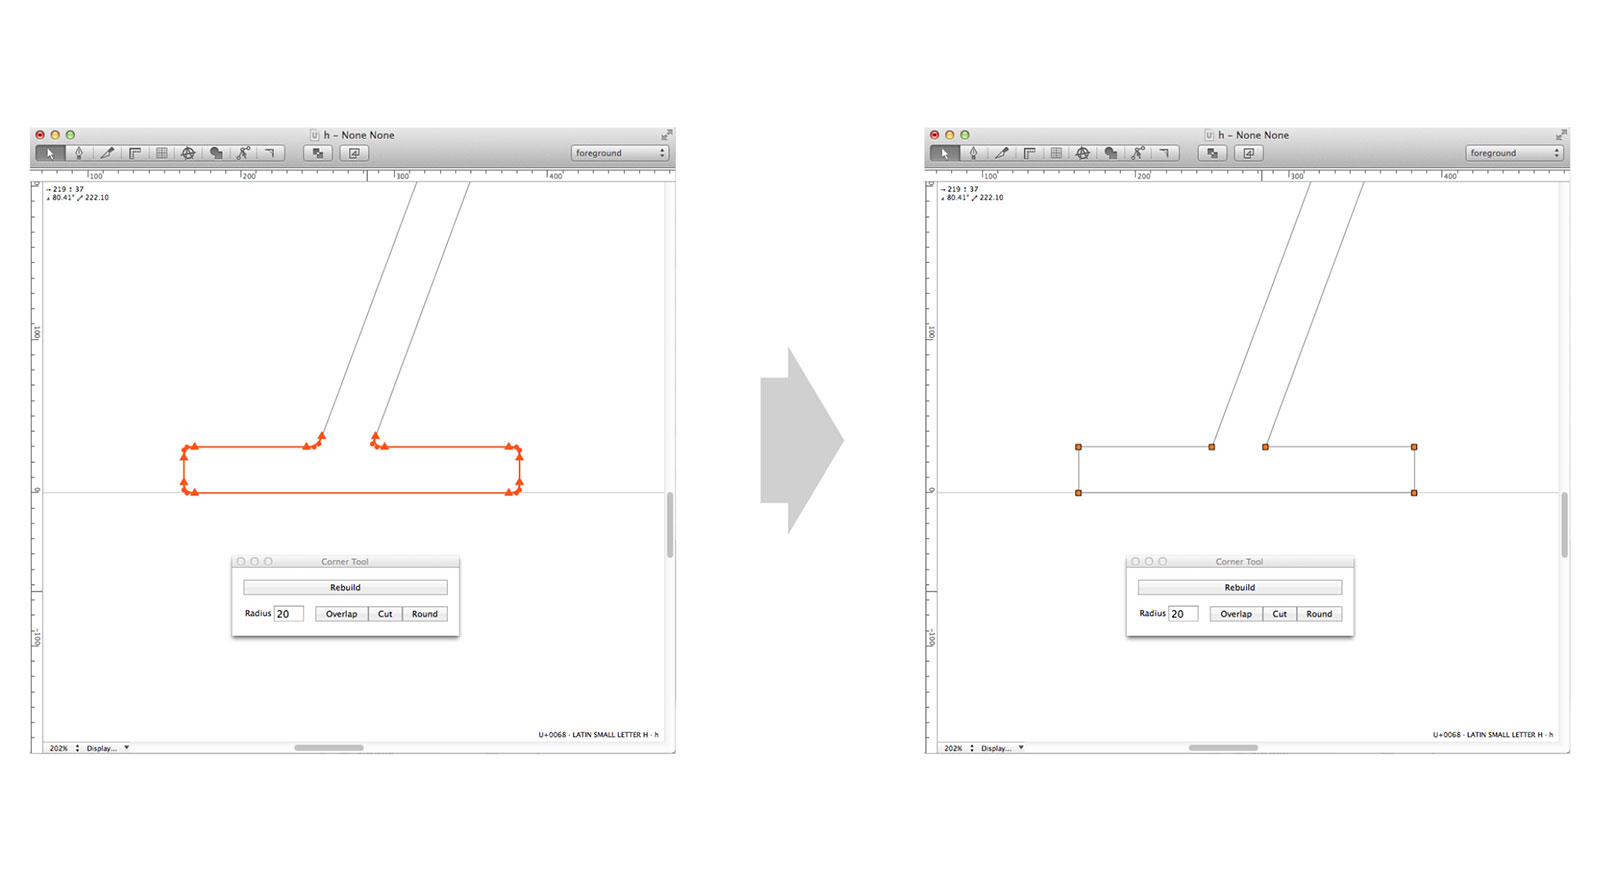 h – None None
foreground
100 200 300 400
→ 219 ↕ 37
80.41° 222.10
100
0
-100
Corner Tool
Rebuild
Radius 20 Overlap Cut Round
U+0068 · LATIN SMALL LETTER H · h
202% Display...
h – None None
foreground
100 200 300 400
→ 219 ↕ 37
80.41° 222.10
100
0
-100
Corner Tool
Rebuild
Radius 20 Overlap Cut Round
U+0068 · LATIN SMALL LETTER H · h
202% Display...